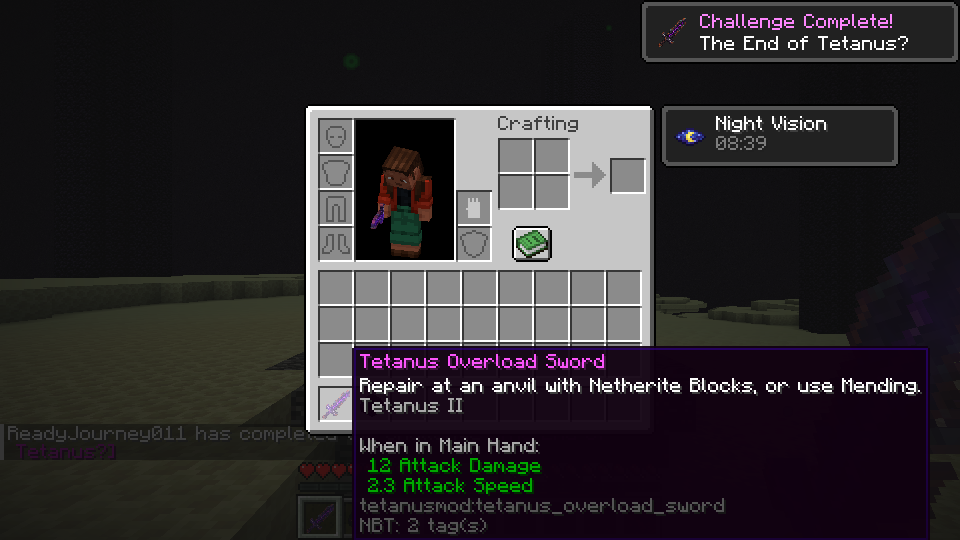 Challenge Complete!
The End of Tetanus?
Crafting
Night Vision
08:39
Tetanus Overload Sword
Repair at an anvil with Netherite Blocks, or use Mending.
Tetanus II
When in Main Hand:
12 Attack Damage
2.3 Attack Speed
tetanusmod:tetanus_overload_sword
NBT: 2 tag(s)
ReadyJourney011 has completed
Tetanus?]